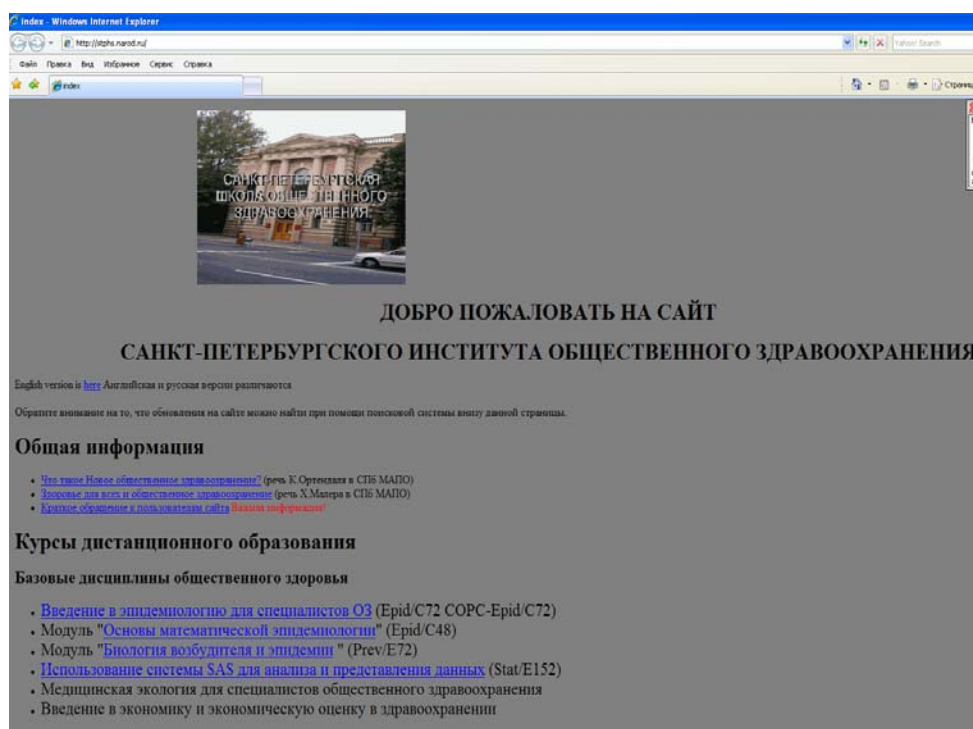 index - Windows Internet Explorer
http://stphs.narod.ru/
Yahoo! Search
Файл Правка Вид Избранное Сервис Справка
index
САНКТ-ПЕТЕРБУРГСКАЯ
ШКОЛА ОБЩЕСТВЕННОГО
ЗДРАВООХРАНЕНИЯ
ДОБРО ПОЖАЛОВАТЬ НА САЙТ
САНКТ-ПЕТЕРБУРГСКОГО ИНСТИТУТА ОБЩЕСТВЕННОГО ЗДРАВООХРАНЕНИЯ
English version is here Английская и русская версии различаются
Обратите внимание на то, что обновления на сайте можно найти при помощи поисковой системы внизу данной страницы.
Общая информация
• Что такое Новое общественное здравоохранение? (речь К.Ортендаля в СПб МАПО)
• Здоровье для всех и общественное здравоохранение (речь Х.Малера в СПб МАПО)
• Краткое обращение к пользователям сайта Важная информация!
Курсы дистанционного образования
Базовые дисциплины общественного здоровья
• Введение в эпидемиологию для специалистов ОЗ (Epid/C72 COPC-Epid/C72)
• Модуль "Основы математической эпидемиологии" (Epid/C48)
• Модуль "Биология возбудителя и эпидемии " (Prev/E72)
• Использование системы SAS для анализа и представления данных (Stat/E152)
• Медицинская экология для специалистов общественного здравоохранения
• Введение в экономику и экономическую оценку в здравоохранении